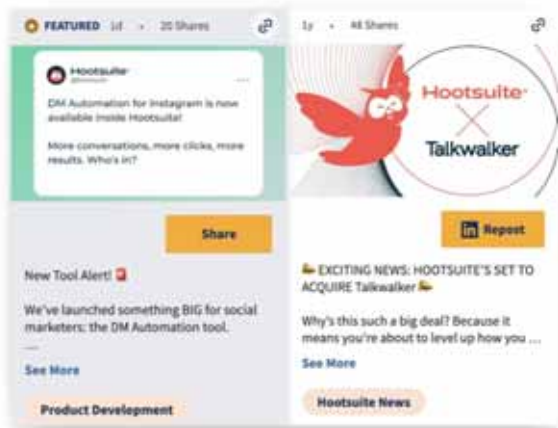 FEATURED 1d • 20 Shares
Hootsuite
@hootsuite
DM Automation for Instagram is now
available inside Hootsuite!
More conversations, more clicks, more
results. Who's in?
Share
New Tool Alert! 🚨
We've launched something BIG for social
marketers: the DM Automation tool.
...
See More
Product Development
1y • 48 Shares
Hootsuite
X
Talkwalker
in Repost
EXCITING NEWS: HOOTSUITE'S SET TO
ACQUIRE Talkwalker
Why's this such a big deal? Because it
means you're about to level up how you ...
See More
Hootsuite News